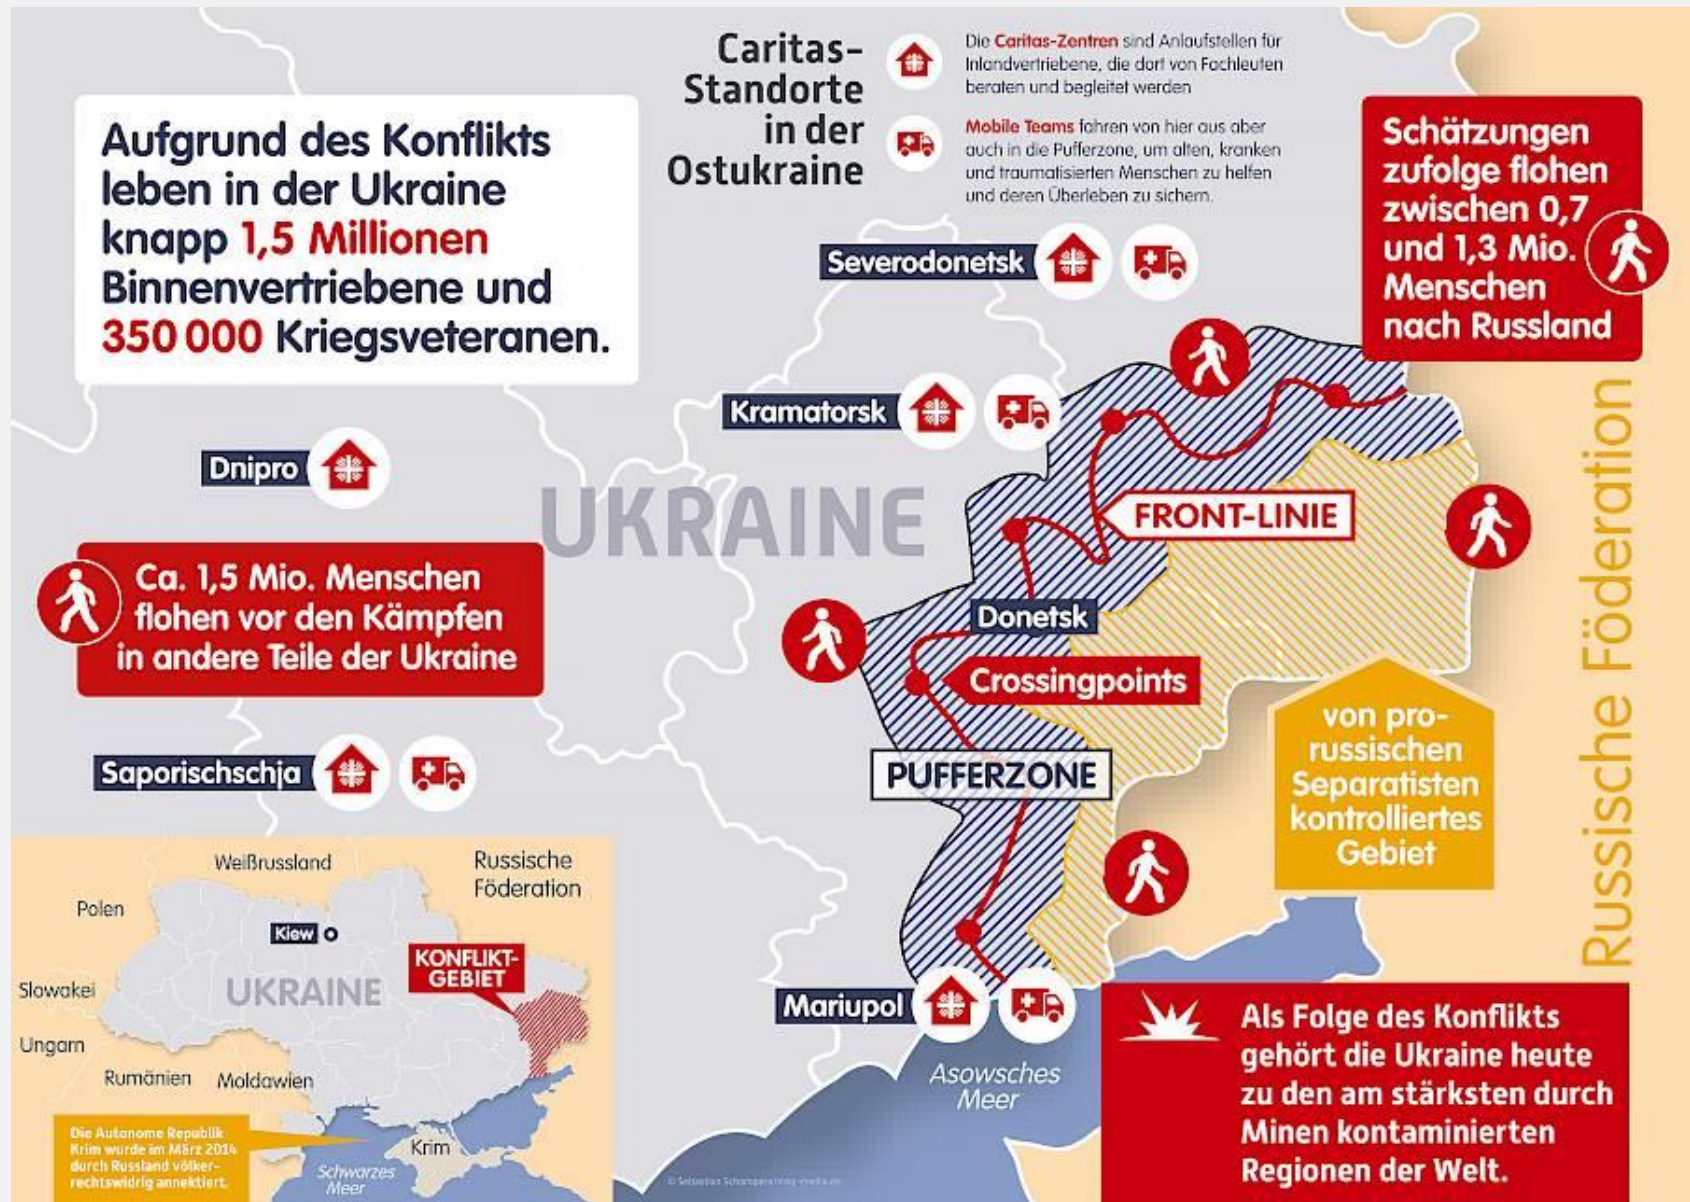 Caritas-
Standorte
in der
Ostukraine
Die Caritas-Zentren sind Anlaufstellen für
Inlandvertriebene, die dort von Fachleuten
beraten und begleitet werden
Mobile Teams fahren von hier aus aber
auch in die Pufferzone, um alten, kranken
und traumatisierten Menschen zu helfen
und deren Überleben zu sichern.
Aufgrund des Konflikts
leben in der Ukraine
knapp 1,5 Millionen
Binnenvertriebene und
350 000 Kriegsveteranen.
Schätzungen
zufolge flohen
zwischen 0,7
und 1,3 Mio.
Menschen
nach Russland
Severodonetsk
Kramatorsk
Dnipro
UKRAINE
FRONT-LINIE
Russische Föderation
Ca. 1,5 Mio. Menschen
flohen vor den Kämpfen
in andere Teile der Ukraine
Donetsk
Crossingpoints
von pro-
russischen
Separatisten
kontrolliertes
Gebiet
PUFFERZONE
Saporischschja
Weißrussland
Russische
Föderation
Polen
Kiew
KONFLIKT-
GEBIET
UKRAINE
Slowakei
Ungarn
Rumänien
Moldawien
Krim
Die Autonome Republik
Krim wurde im März 2014
durch Russland völker-
rechtswidrig annektiert.
Schwarzes
Meer
Mariupol
Asowsches
Meer
Als Folge des Konflikts
gehört die Ukraine heute
zu den am stärksten durch
Minen kontaminierten
Regionen der Welt.